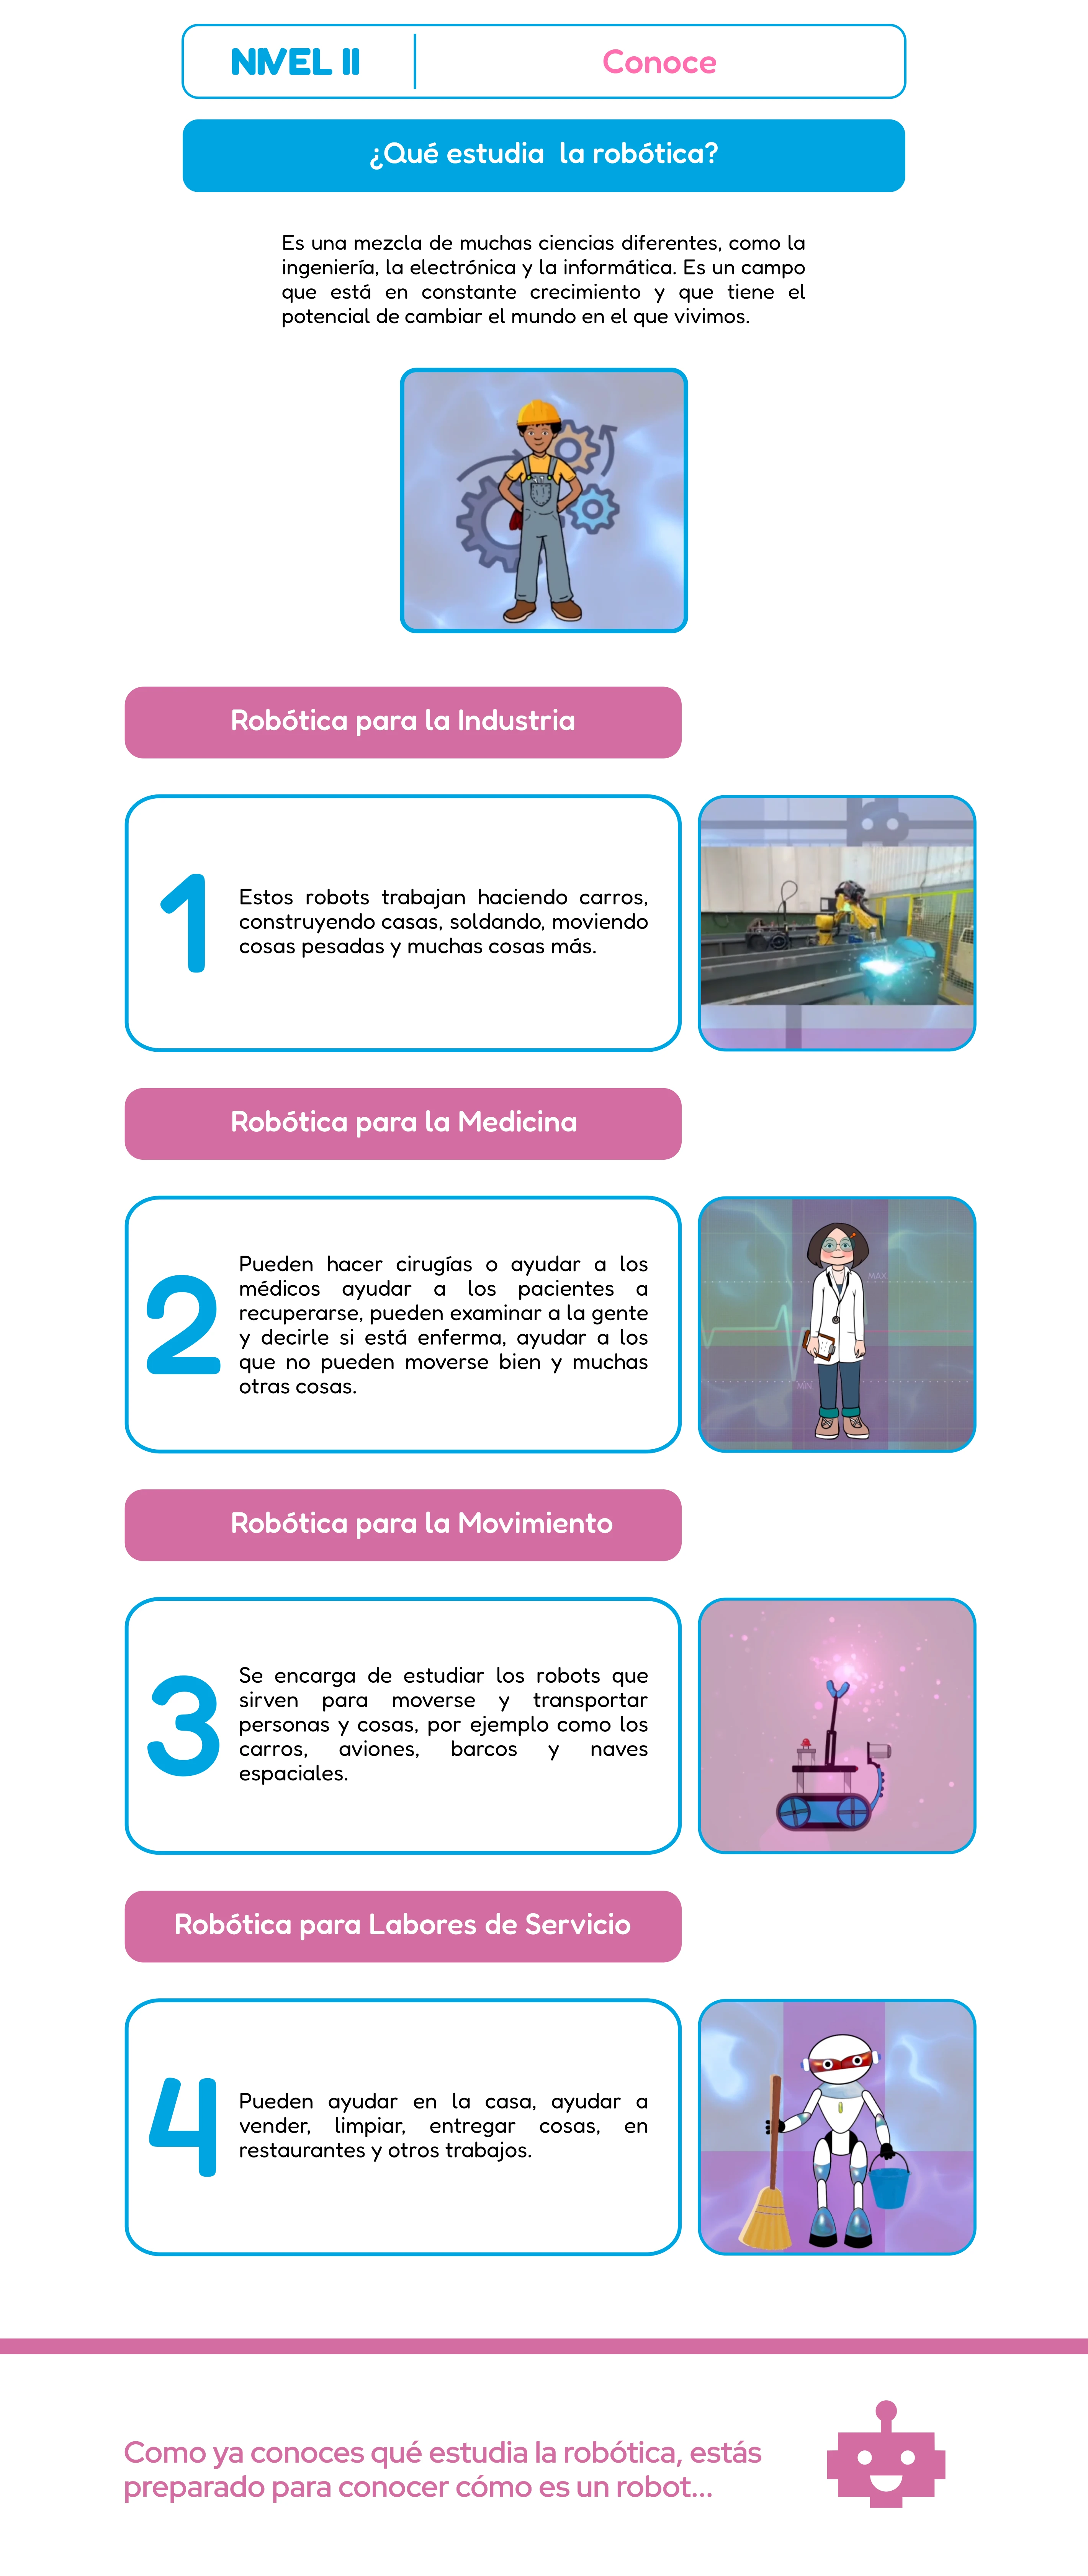 NIVEL II
Conoce
¿Qué estudia la robótica?
Es una mezcla de muchas ciencias diferentes, como la
ingeniería, la electrónica y la informática. Es un campo
que está en constante crecimiento y que tiene el
potencial de cambiar el mundo en el que vivimos.
Robótica para la Industria
1
Estos robots trabajan haciendo carros,
construyendo casas, soldando, moviendo
cosas pesadas y muchas cosas más.
Robótica para la Medicina
2
Pueden hacer cirugías o ayudar a los
médicos ayudar a los pacientes a
recuperarse, pueden examinar a la gente
y decirle si está enferma, ayudar a los
que no pueden moverse bien y muchas
otras cosas.
MAX
MIN
Robótica para la Movimiento
3
Se encarga de estudiar los robots que
sirven para moverse y transportar
personas y cosas, por ejemplo como los
carros, aviones, barcos y naves
espaciales.
Robótica para Labores de Servicio
4
Pueden ayudar en la casa, ayudar a
vender, limpiar, entregar cosas, en
restaurantes y otros trabajos.
Como ya conoces qué estudia la robótica, estás
preparado para conocer cómo es un robot...